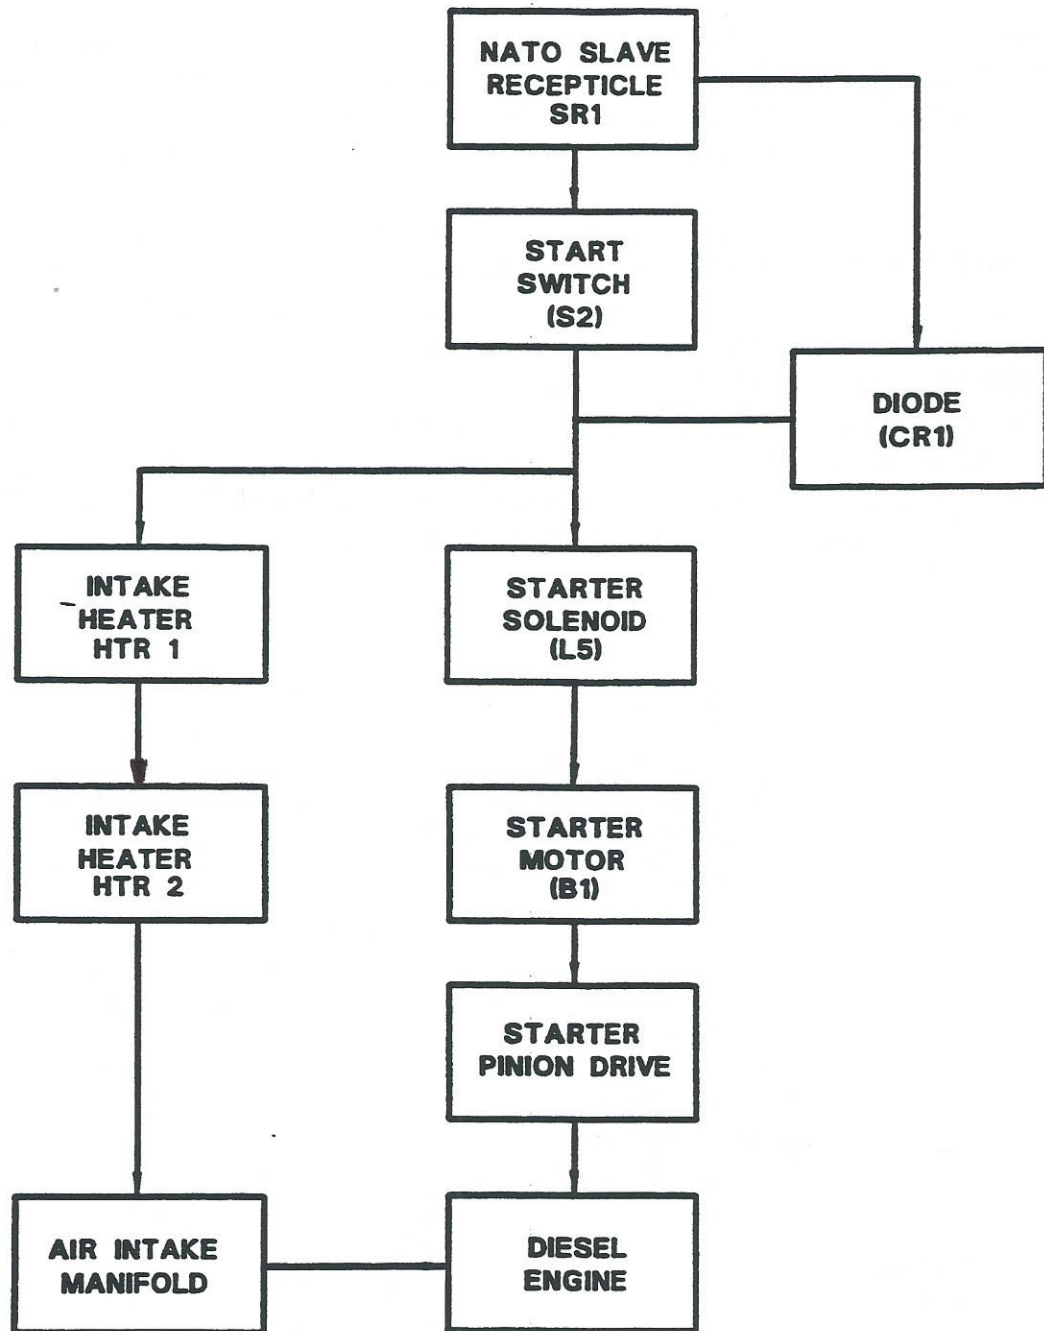 NATO SLAVE
RECEPTICLE
SR1
START
SWITCH
(S2)
DIODE
(CR1)
INTAKE
HEATER
HTR 1
STARTER
SOLENOID
(L5)
INTAKE
HEATER
HTR 2
STARTER
MOTOR
(B1)
STARTER
PINION DRIVE
AIR INTAKE
MANIFOLD
DIESEL
ENGINE